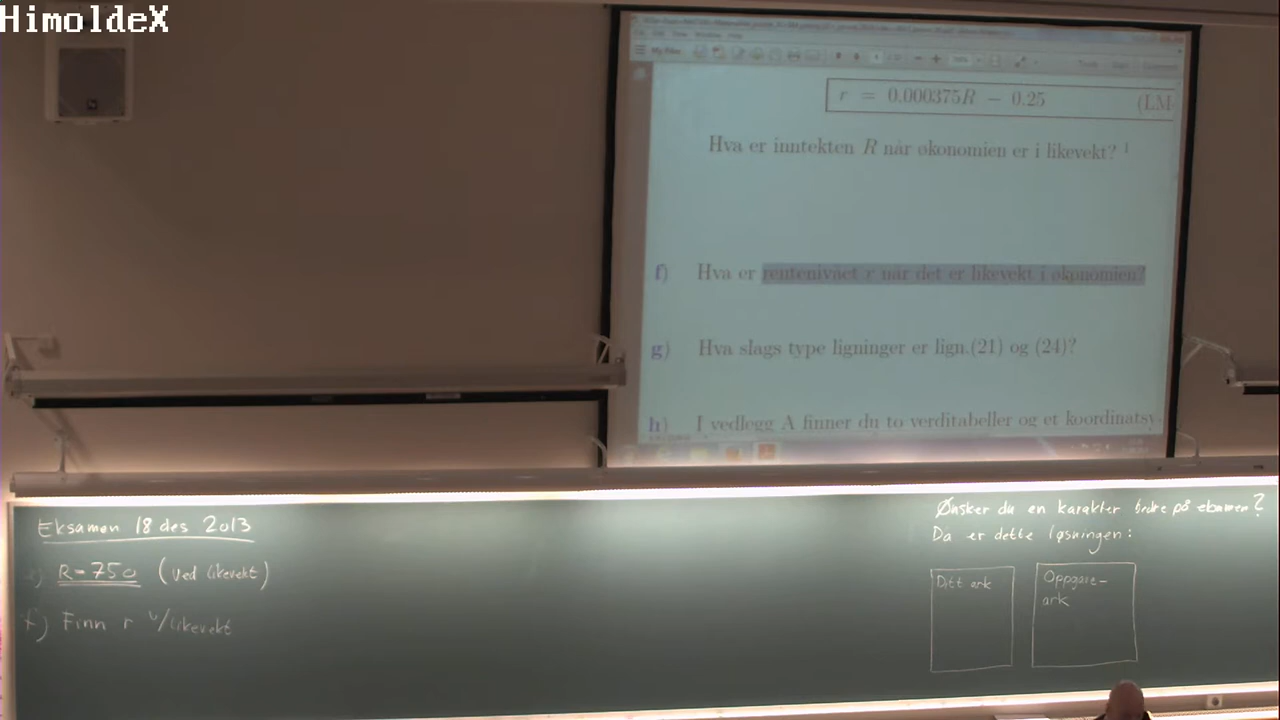 HimoldeX
r = 0.000375R − 0.25 (LM-
Hva er inntekten R når økonomien er i likevekt? 1
f) Hva er rentenivået r når det er likevekt i økonomien?
g) Hva slags type ligninger er lign.(21) og (24)?
h) I vedlegg A finner du to verditabeller og et koordinatsy
Eksamen 18 des 2013
e) R = 750 (ved likevekt)
f) Finn r v/likevekt
Ønsker du en karakter bedre på eksamen?
Da er dette løsningen:
Ditt ark
Oppgave-
ark